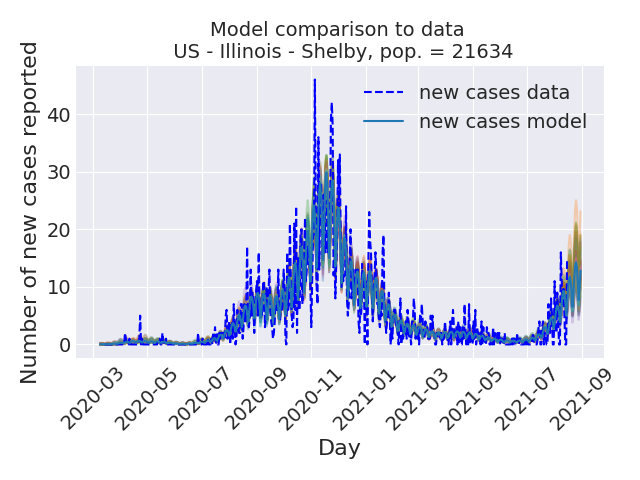 Model comparison to data
US - Illinois - Shelby, pop. = 21634
Number of new cases reported
new cases data
new cases model
40
30
20
10
0
2020-03
2020-05
2020-07
2020-09
2020-11
2021-01
2021-03
2021-05
2021-07
2021-09
Day